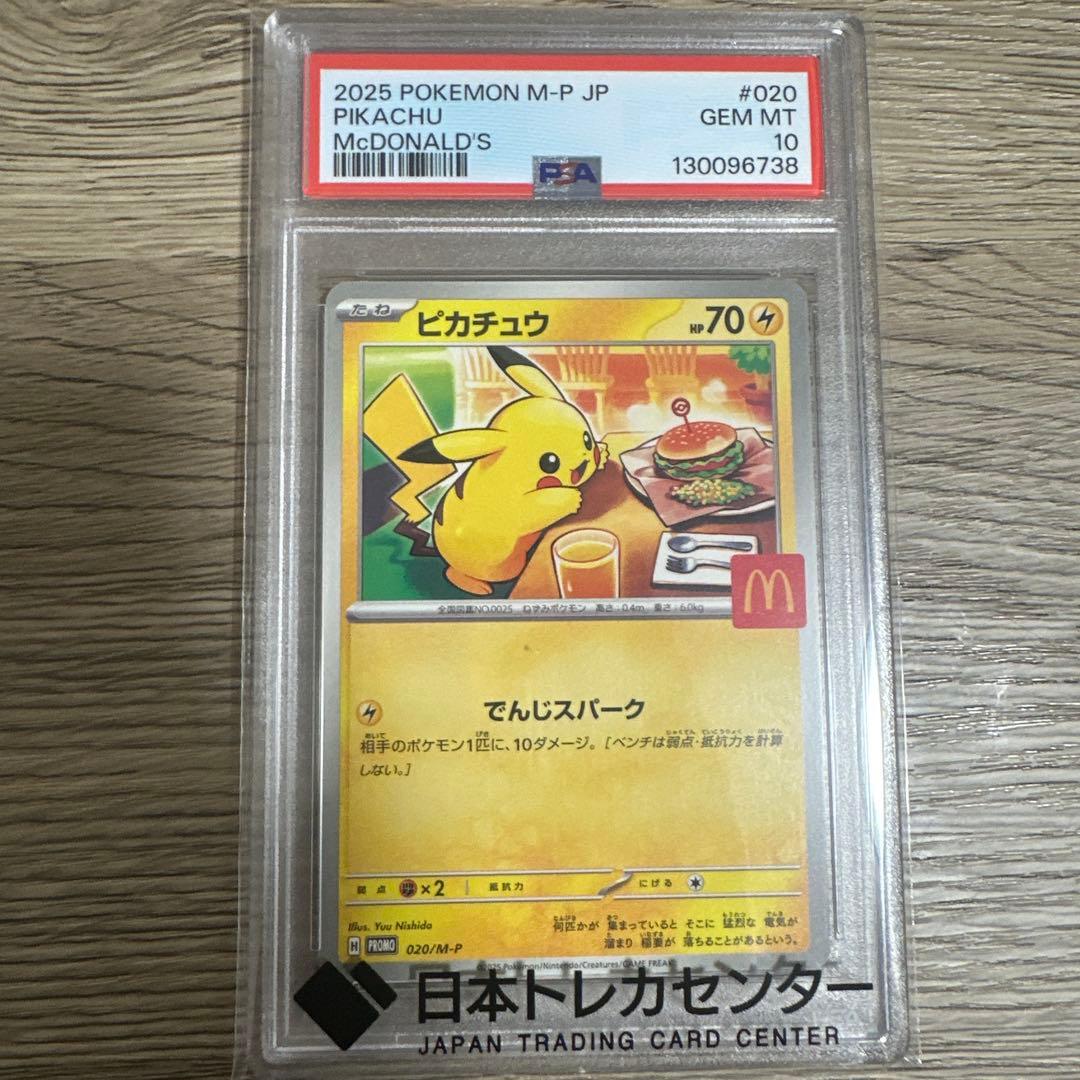 2025 POKEMON M-P JP #020
PIKACHU GEM MT
McDONALD'S 10
PSA 130096738
たね ピカチュウ HP70
全国図鑑NO.0025 ねずみポケモン 高さ:0.4m 重さ:6.0kg
でんじスパーク
相手のポケモン1匹に、10ダメージ。[ベンチは弱点・抵抗力を計算
しない。]
弱点 ×2 抵抗力 にげる
Illus. Yuu Nishida
何匹かが 集まっていると そこに 猛烈な 電気が
溜まり 稲妻が 落ちることがあるという。
H PROMO 020/M-P
©2025 Pokémon/Nintendo/Creatures/GAME FREAK
日本トレカセンター
JAPAN TRADING CARD CENTER